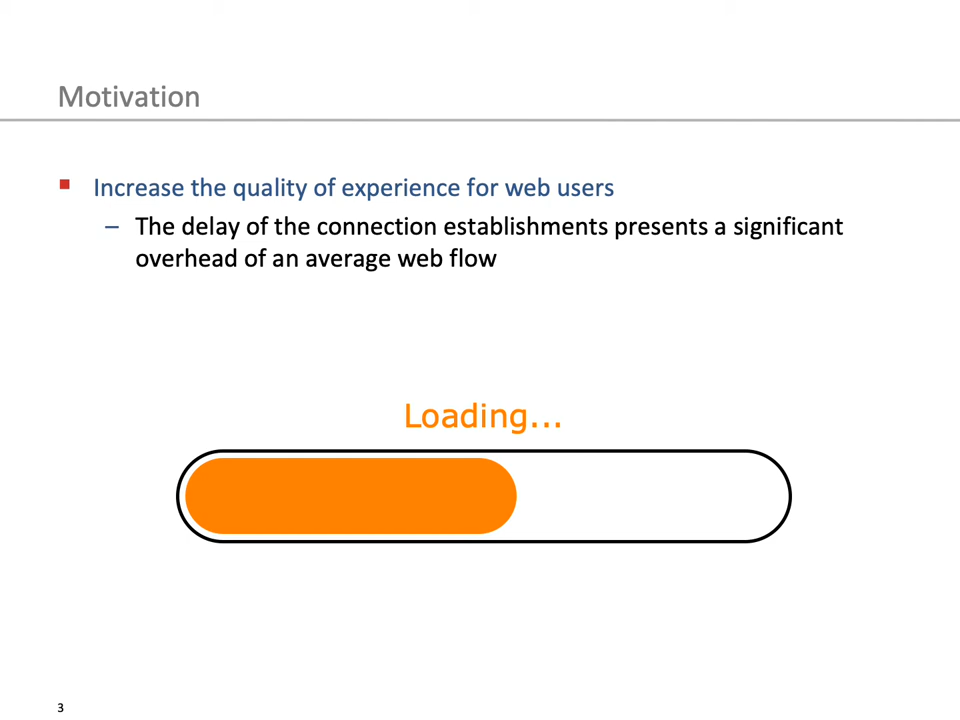 Motivation
Increase the quality of experience for web users
– The delay of the connection establishments presents a significant
overhead of an average web flow
Loading...
3